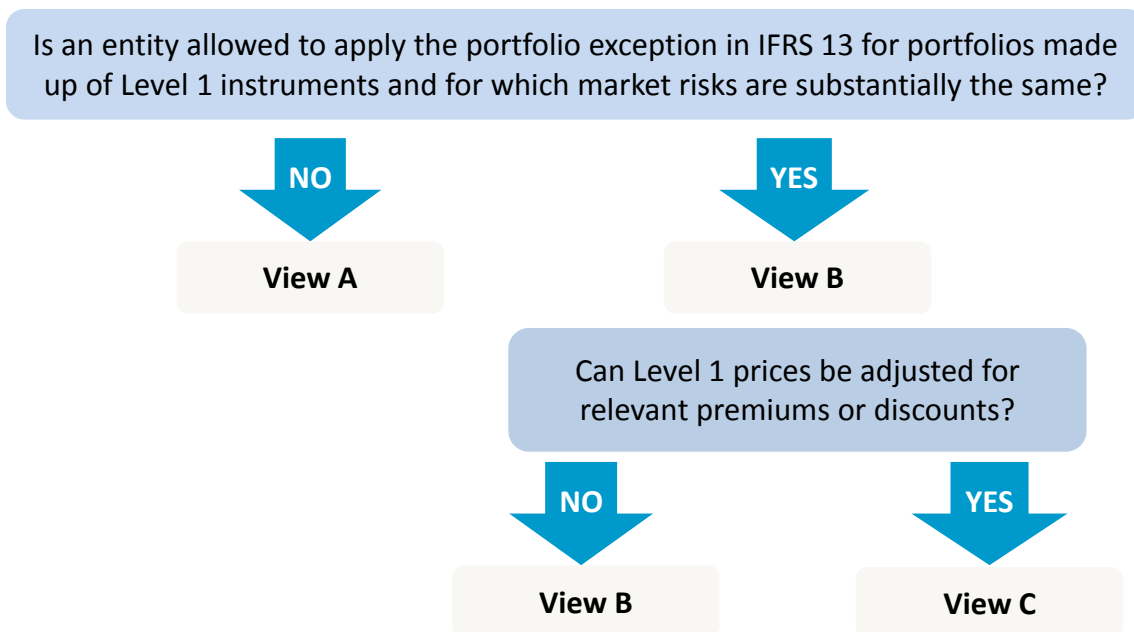 Is an entity allowed to apply the portfolio exception in IFRS 13 for portfolios made
up of Level 1 instruments and for which market risks are substantially the same?
NO
YES
View A
View B
Can Level 1 prices be adjusted for
relevant premiums or discounts?
NO
YES
View B
View C